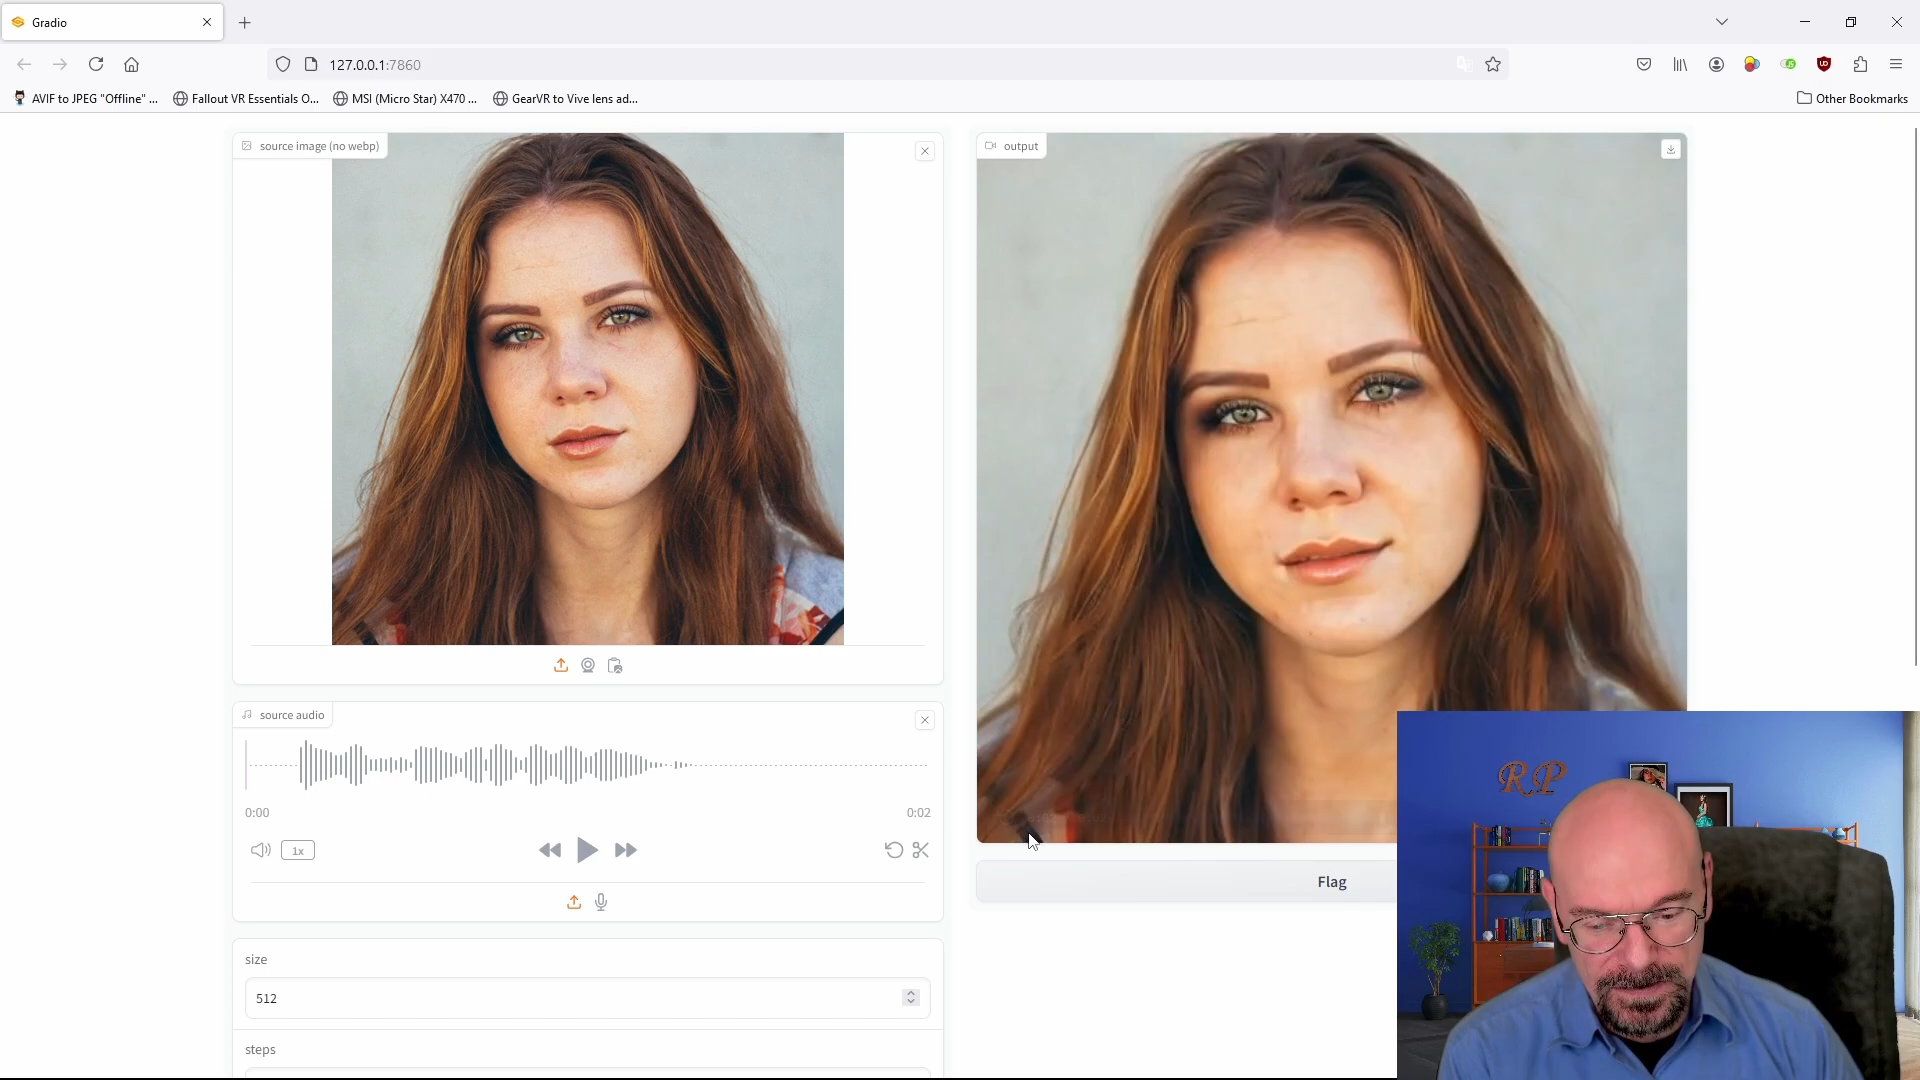 Gradio
127.0.0.1:7860
AVIF to JPEG "Offline" ...
Fallout VR Essentials O...
MSI (Micro Star) X470 ...
GearVR to Vive lens ad...
Other Bookmarks
source image (no webp)
output
source audio
0:00
0:02
1x
Flag
RP
size
512
steps